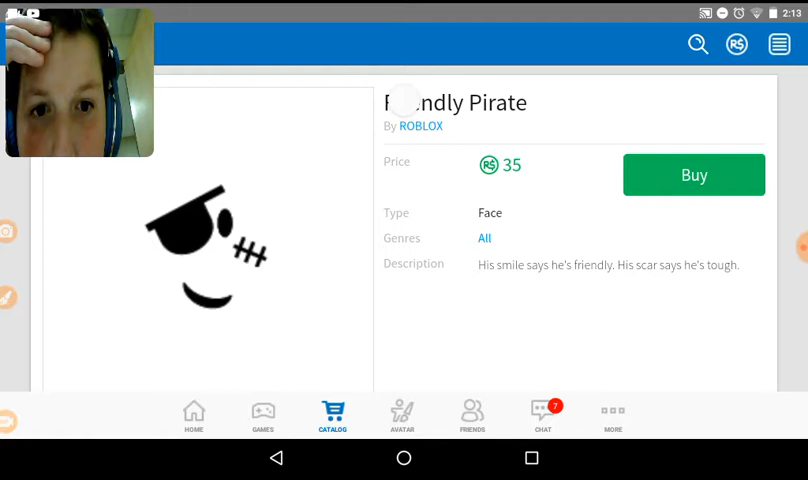 2:13
Friendly Pirate
By ROBLOX
Price R$ 35
Buy
Type Face
Genres All
Description His smile says he's friendly. His scar says he's tough.
HOME GAMES CATALOG AVATAR FRIENDS 7 CHAT MORE